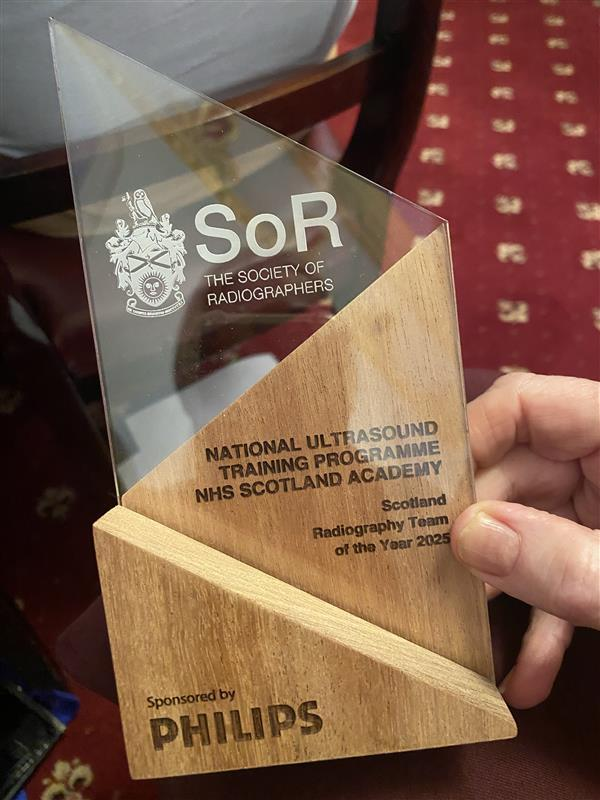 SoR
THE SOCIETY OF
RADIOGRAPHERS
NATIONAL ULTRASOUND
TRAINING PROGRAMME
NHS SCOTLAND ACADEMY
Scotland
Radiography Team
of the Year 2025
Sponsored by
PHILIPS